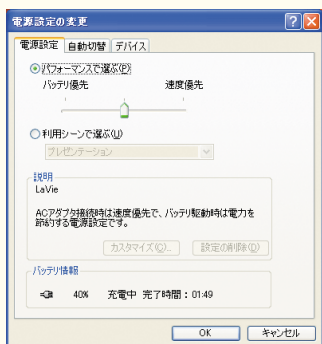 電源設定の変更
電源設定 自動切替 デバイス
パフォーマンスで選ぶ(P)
バッテリ優先 速度優先
利用シーンで選ぶ(U)
プレゼンテーション
説明
LaVie
ACアダプタ接続時は速度優先で、バッテリ駆動時は電力を
節約する電源設定です。
カスタマイズ(C)... 設定の削除(D)
バッテリ情報
40% 充電中 完了時間：01:49
OK キャンセル